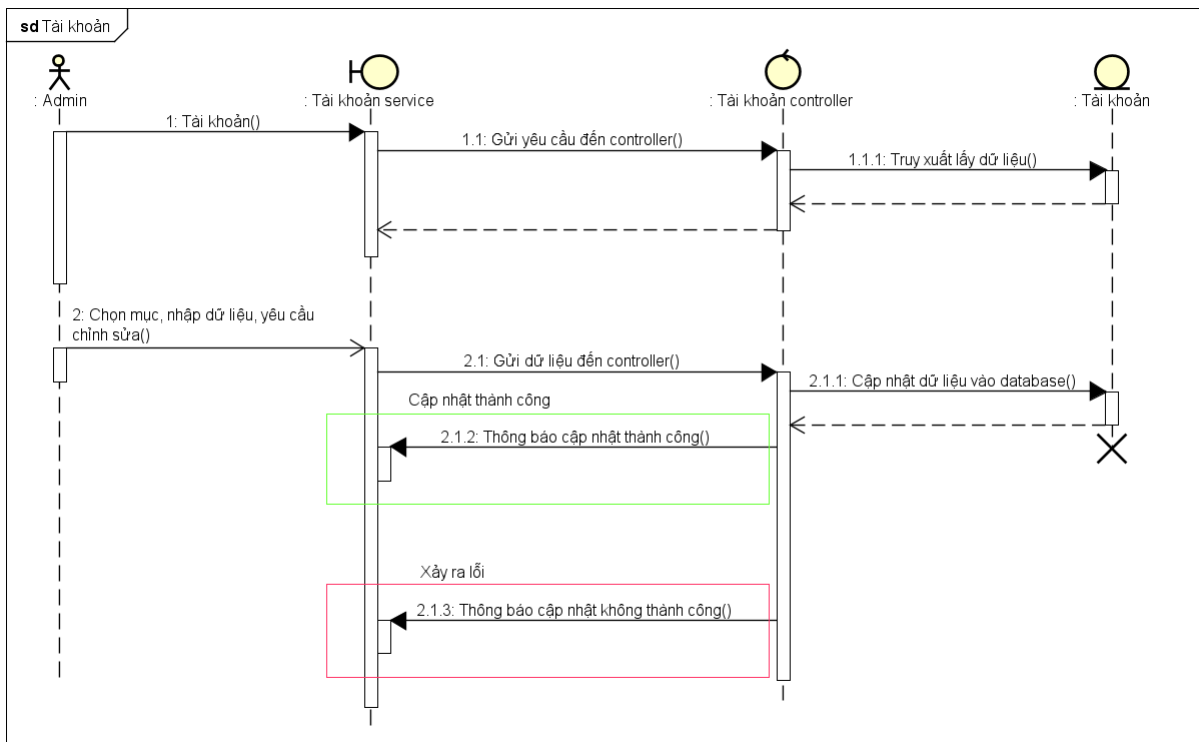 sd Tài khoản
: Admin
: Tài khoản service
: Tài khoản controller
: Tài khoản
1: Tài khoản()
1.1: Gửi yêu cầu đến controller()
1.1.1: Truy xuất lấy dữ liệu()
2: Chọn mục, nhập dữ liệu, yêu cầu
chỉnh sửa()
2.1: Gửi dữ liệu đến controller()
2.1.1: Cập nhật dữ liệu vào database()
Cập nhật thành công
2.1.2: Thông báo cập nhật thành công()
Xảy ra lỗi
2.1.3: Thông báo cập nhật không thành công()